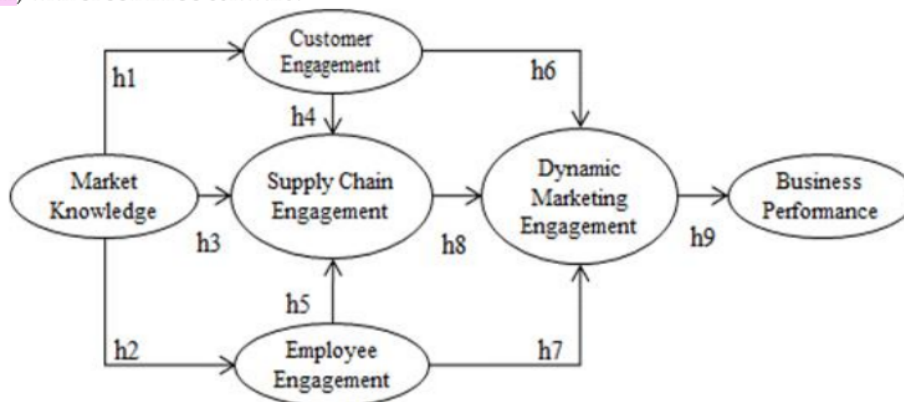 Customer
Engagement
h1
h6
h4
Market
Knowledge
Supply Chain
Engagement
Dynamic
Marketing
Engagement
Business
Performance
h3
h8
h9
h5
h2
h7
Employee
Engagement